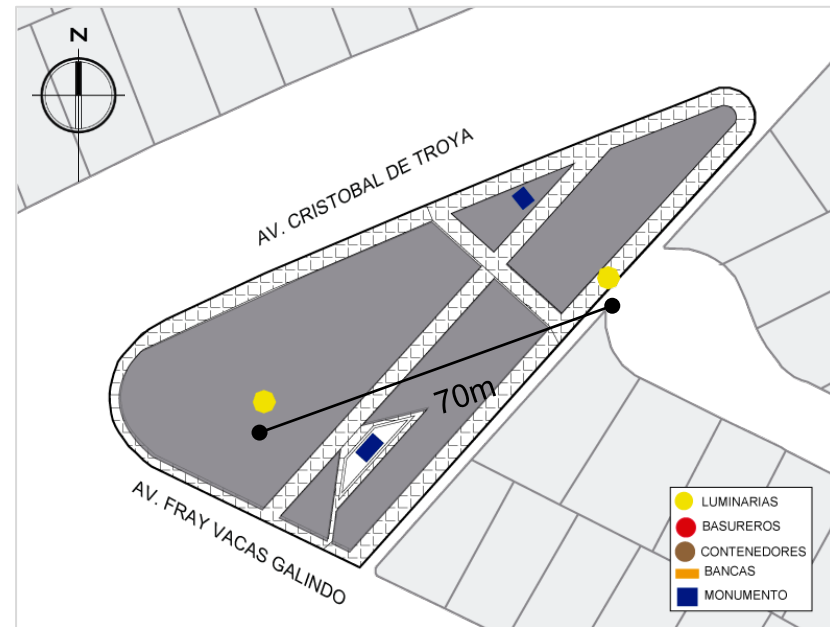 N
AV. CRISTOBAL DE TROYA
70m
AV. FRAY VACAS GALINDO
LUMINARIAS
BASUREROS
CONTENEDORES
BANCAS
MONUMENTO